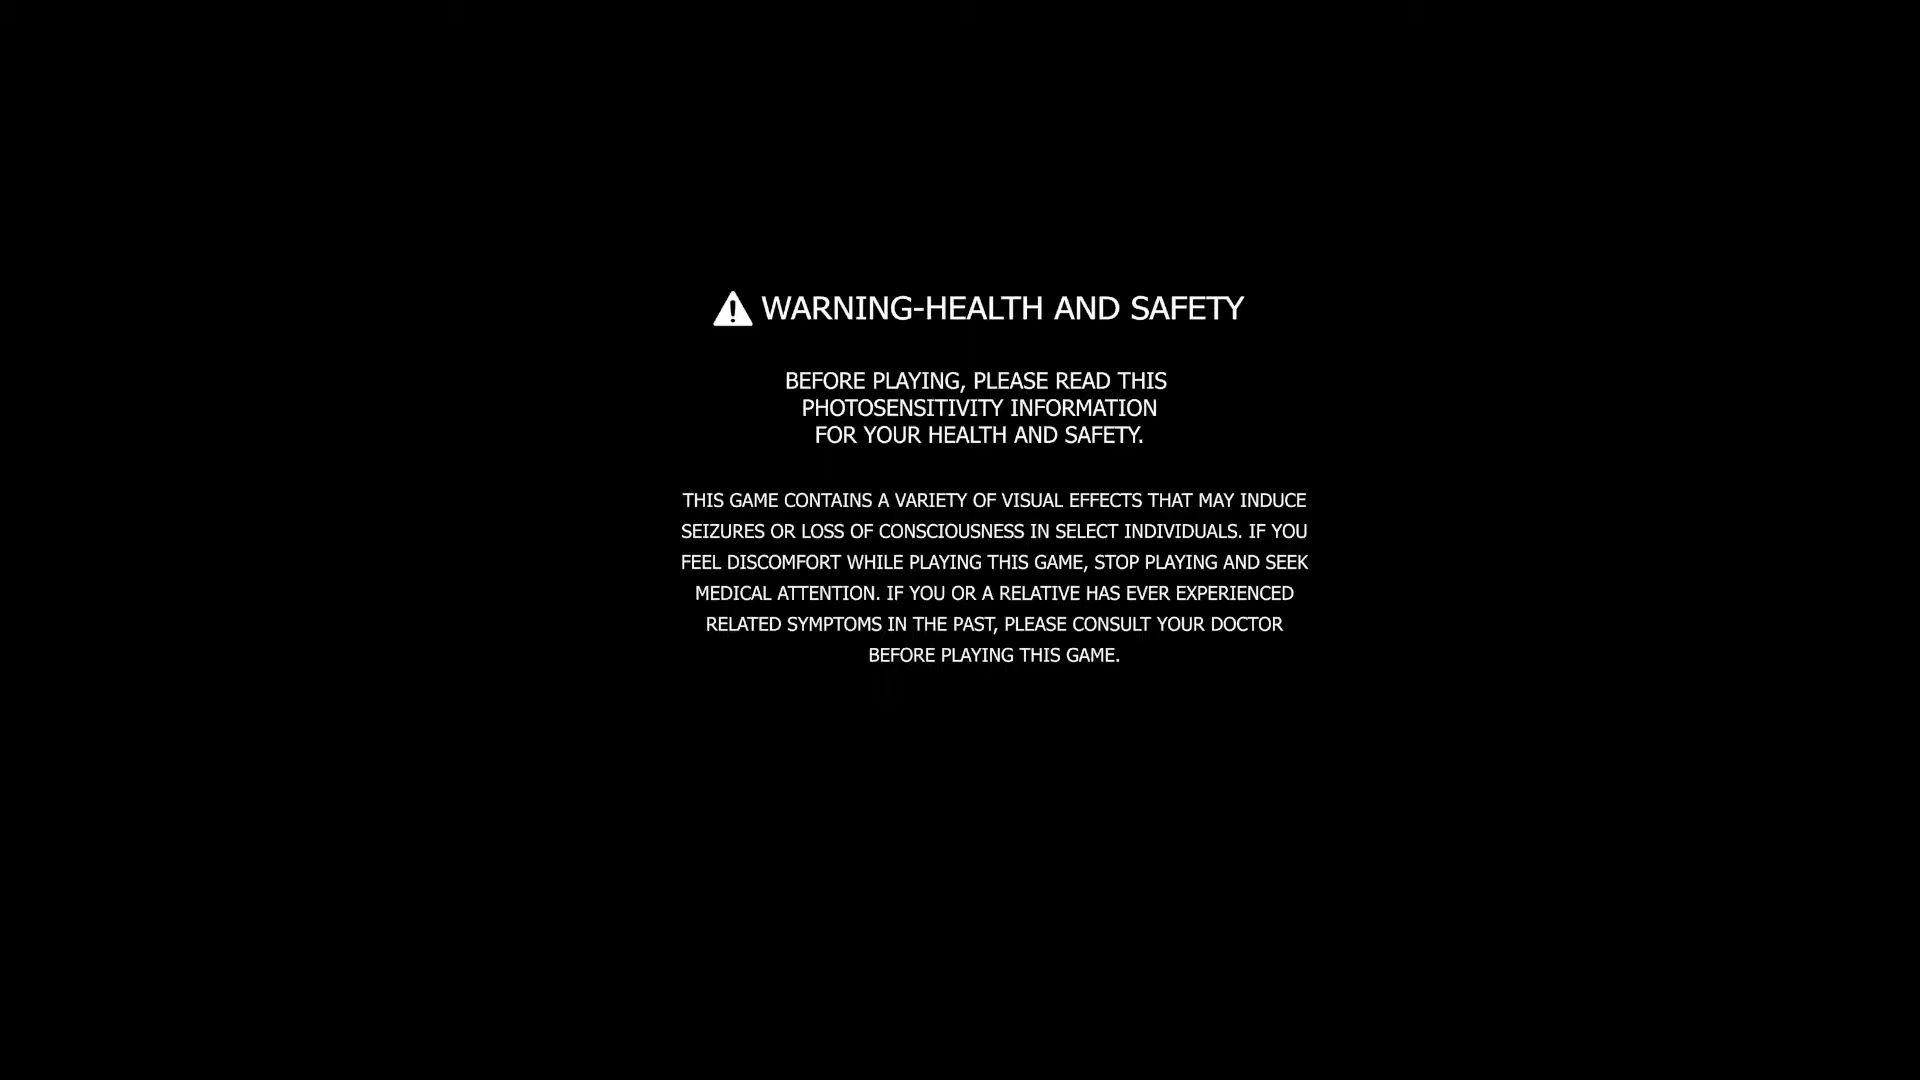 WARNING-HEALTH AND SAFETY
BEFORE PLAYING, PLEASE READ THIS
PHOTOSENSITIVITY INFORMATION
FOR YOUR HEALTH AND SAFETY.
THIS GAME CONTAINS A VARIETY OF VISUAL EFFECTS THAT MAY INDUCE
SEIZURES OR LOSS OF CONSCIOUSNESS IN SELECT INDIVIDUALS. IF YOU
FEEL DISCOMFORT WHILE PLAYING THIS GAME, STOP PLAYING AND SEEK
MEDICAL ATTENTION. IF YOU OR A RELATIVE HAS EVER EXPERIENCED
RELATED SYMPTOMS IN THE PAST, PLEASE CONSULT YOUR DOCTOR
BEFORE PLAYING THIS GAME.